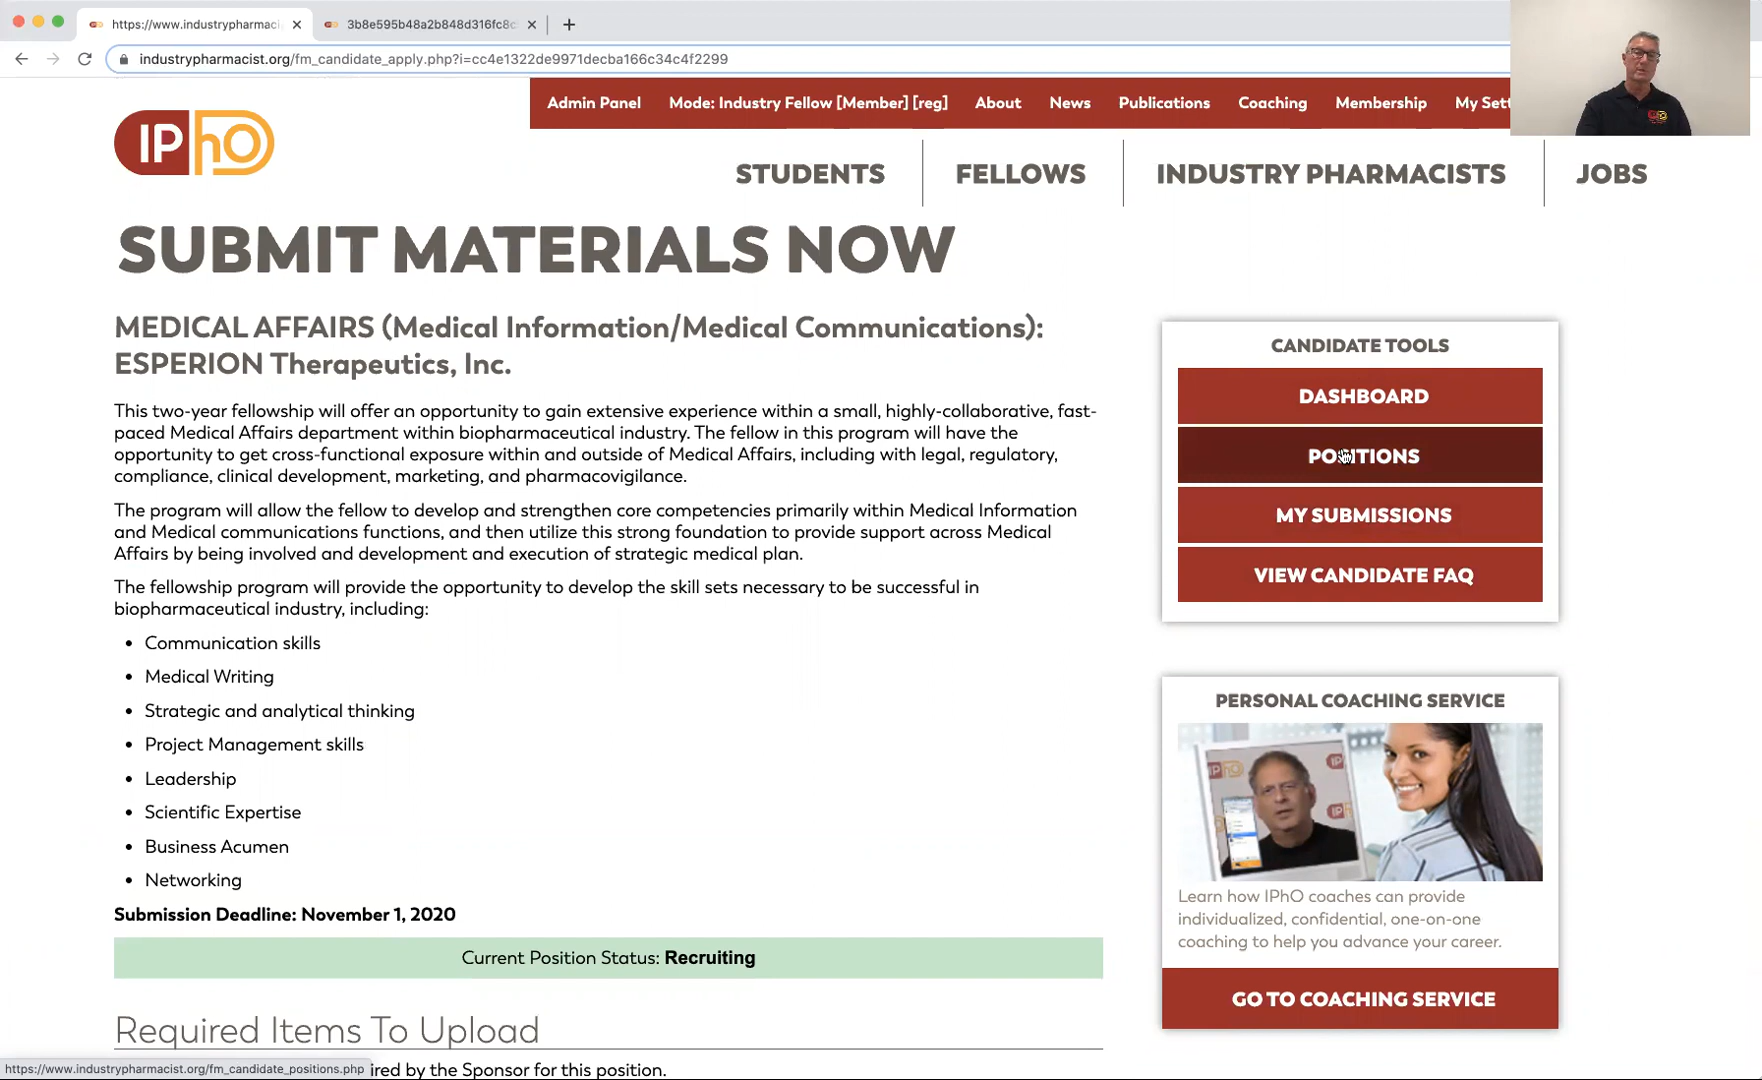 https://www.industrypharmaci
3b8e595b48a2b848d316fc8c
industrypharmacist.org/fm_candidate_apply.php?i=cc4e1322de9971decba166c34c4f2299
Admin Panel
Mode: Industry Fellow [Member] [reg]
About
News
Publications
Coaching
Membership
My Sett
IPhO
STUDENTS
FELLOWS
INDUSTRY PHARMACISTS
JOBS
SUBMIT MATERIALS NOW
MEDICAL AFFAIRS (Medical Information/Medical Communications):
ESPERION Therapeutics, Inc.
This two-year fellowship will offer an opportunity to gain extensive experience within a small, highly-collaborative, fast-
paced Medical Affairs department within biopharmaceutical industry. The fellow in this program will have the
opportunity to get cross-functional exposure within and outside of Medical Affairs, including with legal, regulatory,
compliance, clinical development, marketing, and pharmacovigilance.
The program will allow the fellow to develop and strengthen core competencies primarily within Medical Information
and Medical communications functions, and then utilize this strong foundation to provide support across Medical
Affairs by being involved and development and execution of strategic medical plan.
The fellowship program will provide the opportunity to develop the skill sets necessary to be successful in
biopharmaceutical industry, including:
• Communication skills
• Medical Writing
• Strategic and analytical thinking
• Project Management skills
• Leadership
• Scientific Expertise
• Business Acumen
• Networking
Submission Deadline: November 1, 2020
Current Position Status: Recruiting
Required Items To Upload
ired by the Sponsor for this position.
https://www.industrypharmacist.org/fm_candidate_positions.php
CANDIDATE TOOLS
DASHBOARD
POSITIONS
MY SUBMISSIONS
VIEW CANDIDATE FAQ
PERSONAL COACHING SERVICE
Learn how IPhO coaches can provide
individualized, confidential, one-on-one
coaching to help you advance your career.
GO TO COACHING SERVICE